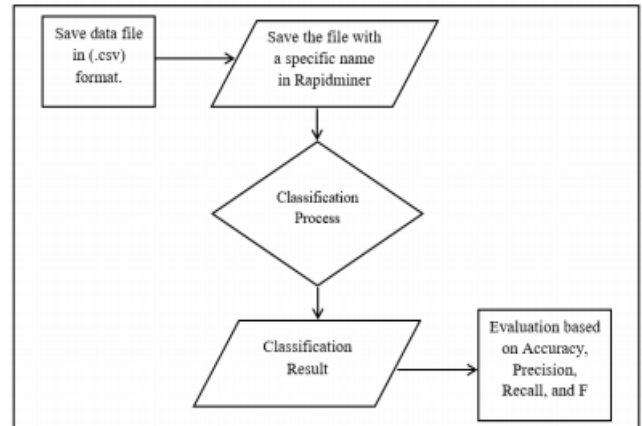 Save data file
in (.csv)
format.
Save the file with
a specific name
in Rapidminer
Classification
Process
Classification
Result
Evaluation based
on Accuracy,
Precision,
Recall, and F